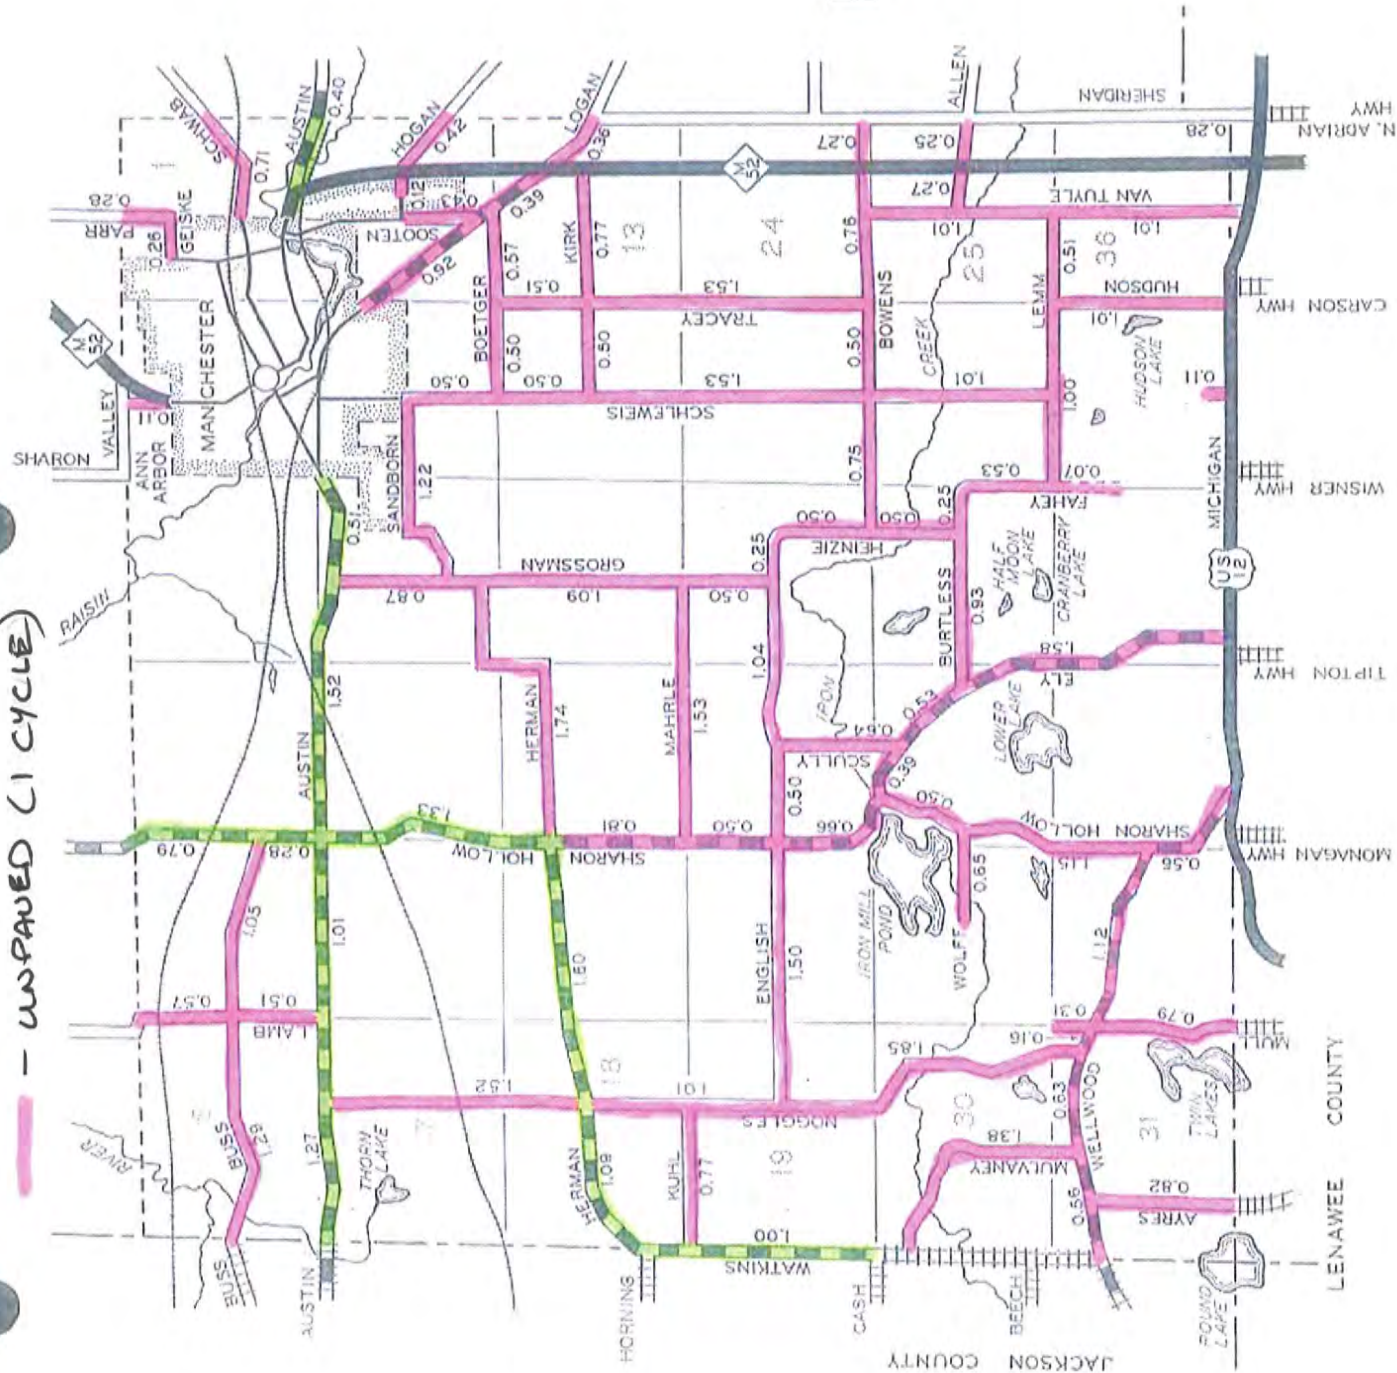 — UNPAVED (1 CYCLE)
SCHWAB
0.71
AUSTIN
0.40
HOGAN
0.42
LOGAN
0.36
ALLEN
SHERIDAN
N. ADRIAN HWY
0.28
PARR
0.28
GEISKE
0.26
1
0.12
0.43
SOOTEN
0.39
0.92
M 52
0.27
0.25
0.27
VAN TUYLE
1.01
1.01
M 52
MANCHESTER
SHARON VALLEY
ANN ARBOR
0.11
BOETGER
0.57
KIRK
0.77
13
24
0.76
25
36
0.51
0.51
1.53
TRACEY
0.50
0.50
BOWENS
0.50
LEMM
HUDSON
1.01
CARSON HWY
HUDSON LAKE
CREEK
0.50
0.50
1.53
SCHLEWEIS
1.01
1.00
0.11
SANDBORN
1.22
0.75
0.53
0.07
FAHEY
MICHIGAN
WISNER HWY
US 12
0.51
RAISIN
GROSSMAN
0.87
1.09
0.50
0.25
0.50
0.50
0.25
HEINZIE
BURTLESS
0.93
HALF MOON LAKE
CRANBERRY LAKE
AUSTIN
1.52
HERMAN
1.74
MAHRLE
1.53
1.04
IRON
0.64
SCULLY
0.53
1.58
ELY
LOWER LAKE
TIPTON HWY
0.50
0.39
0.50
0.79
0.28
1.33
HOLLOW
SHARON
0.81
0.50
0.66
SHARON HOLLOW
1.15
0.56
MONAGAN HWY
1.05
1.01
1.60
ENGLISH
1.50
IRON MILL POND
WOLFF
0.65
1.12
0.57
0.51
LAMB
0.31
0.16
0.79
MULL
18
1.52
1.01
NOGGLES
1.85
30
0.63
WELLWOOD
31
TWIN LAKES
RIVER
BUSS
1.29
BUSS
AUSTIN
1.27
THORN LAKE
7
HERMAN
1.09
KUHL
0.77
19
1.38
MULVANEY
0.56
0.82
AYRES
1.00
WATKINS
AUSTIN
HORNING
CASH
BEECH
ROUND LAKE
LENAWEE COUNTY
JACKSON COUNTY